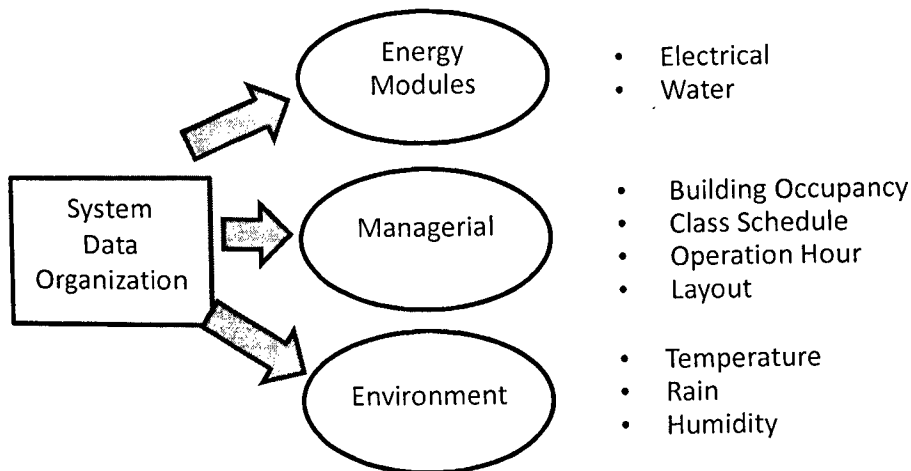 Energy
Modules
• Electrical
• Water
System
Data
Organization
Managerial
• Building Occupancy
• Class Schedule
• Operation Hour
• Layout
Environment
• Temperature
• Rain
• Humidity